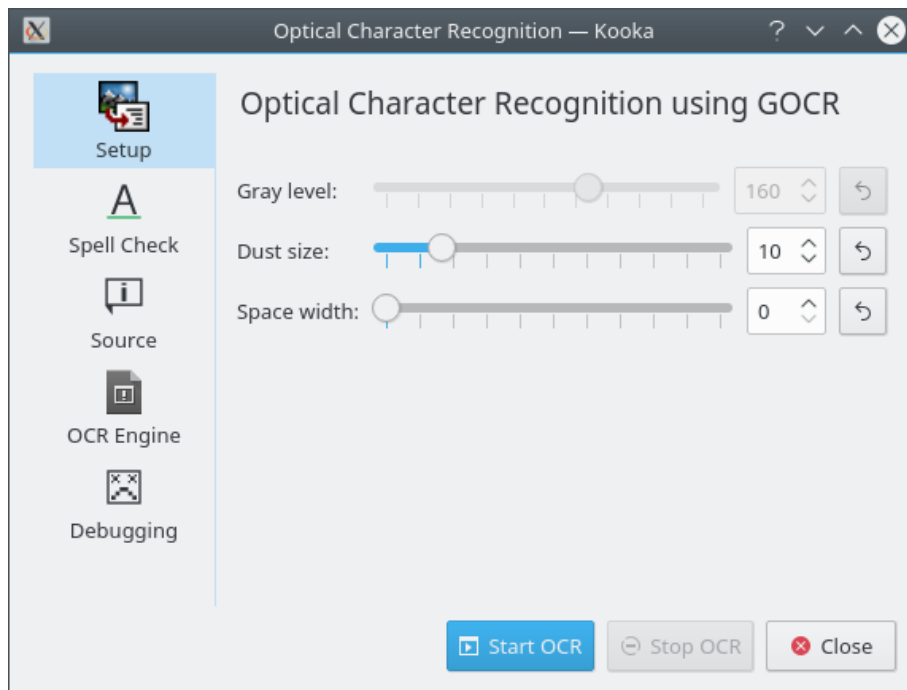 Optical Character Recognition — Kooka
Setup
Spell Check
Source
OCR Engine
Debugging
Optical Character Recognition using GOCR
Gray level: 160
Dust size: 10
Space width: 0
Start OCR Stop OCR Close